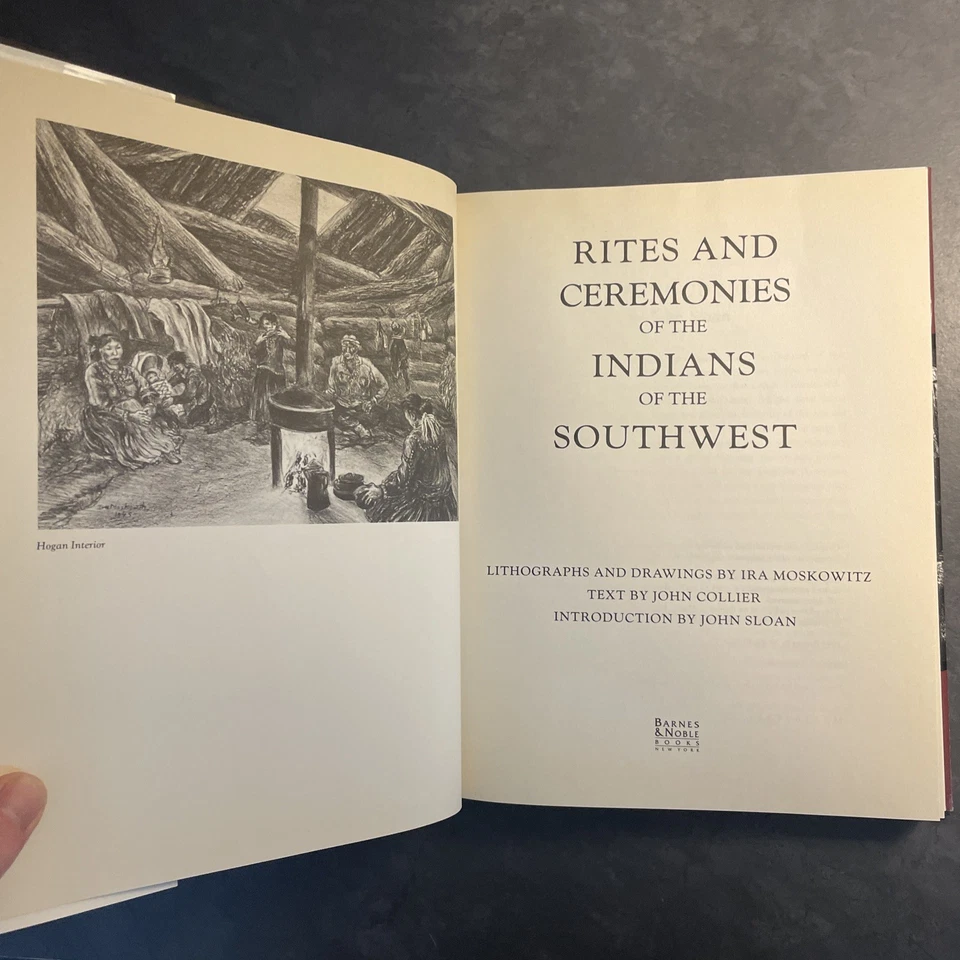 Hogan Interior
RITES AND
CEREMONIES
OF THE
INDIANS
OF THE
SOUTHWEST
LITHOGRAPHS AND DRAWINGS BY IRA MOSKOWITZ
TEXT BY JOHN COLLIER
INTRODUCTION BY JOHN SLOAN
BARNES
& NOBLE
BOOKS
NEW YORK